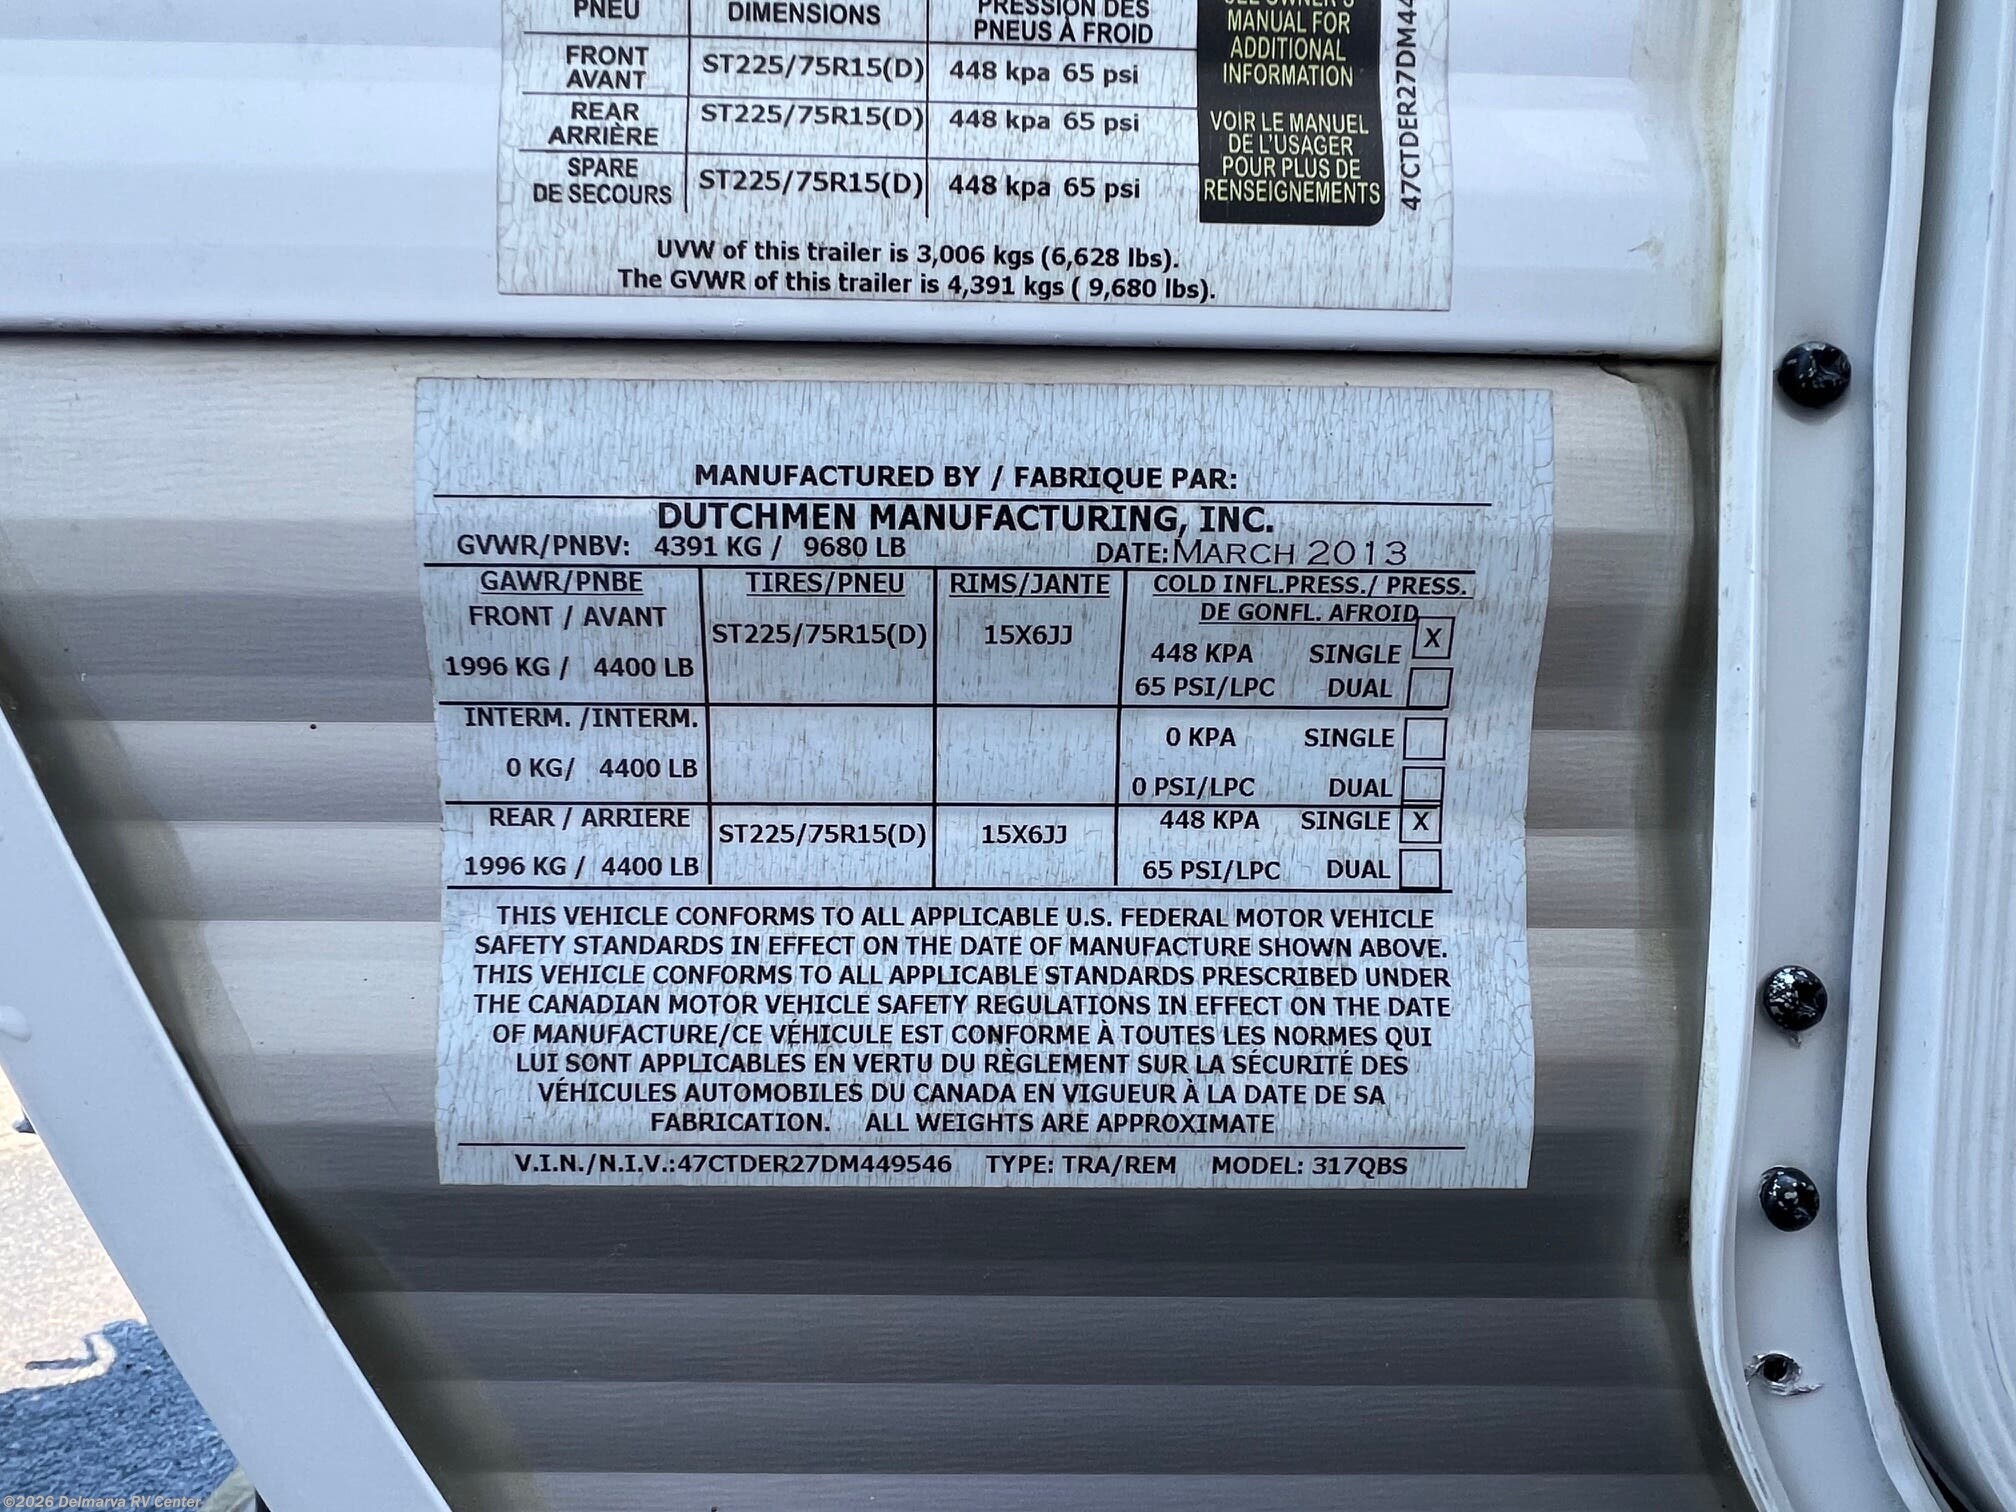 PNEU DIMENSIONS PRESSION DES
PNEUS À FROID
FRONT
AVANT ST225/75R15(D) 448 kpa 65 psi
REAR
ARRIÈRE ST225/75R15(D) 448 kpa 65 psi
SPARE
DE SECOURS ST225/75R15(D) 448 kpa 65 psi
SEE OWNER'S
MANUAL FOR
ADDITIONAL
INFORMATION
VOIR LE MANUEL
DE L'USAGER
POUR PLUS DE
RENSEIGNEMENTS
47CTDER27DM44
UVW of this trailer is 3,006 kgs (6,628 lbs).
The GVWR of this trailer is 4,391 kgs ( 9,680 lbs).
MANUFACTURED BY / FABRIQUE PAR:
DUTCHMEN MANUFACTURING, INC.
GVWR/PNBV: 4391 KG / 9680 LB DATE: MARCH 2013
GAWR/PNBE TIRES/PNEU RIMS/JANTE COLD INFL.PRESS./ PRESS.
DE GONFL. AFROID
FRONT / AVANT ST225/75R15(D) 15X6JJ 448 KPA SINGLE X
1996 KG / 4400 LB 65 PSI/LPC DUAL
INTERM. /INTERM. 0 KPA SINGLE
0 KG/ 4400 LB 0 PSI/LPC DUAL
REAR / ARRIERE ST225/75R15(D) 15X6JJ 448 KPA SINGLE X
1996 KG / 4400 LB 65 PSI/LPC DUAL
THIS VEHICLE CONFORMS TO ALL APPLICABLE U.S. FEDERAL MOTOR VEHICLE
SAFETY STANDARDS IN EFFECT ON THE DATE OF MANUFACTURE SHOWN ABOVE.
THIS VEHICLE CONFORMS TO ALL APPLICABLE STANDARDS PRESCRIBED UNDER
THE CANADIAN MOTOR VEHICLE SAFETY REGULATIONS IN EFFECT ON THE DATE
OF MANUFACTURE/CE VÉHICULE EST CONFORME À TOUTES LES NORMES QUI
LUI SONT APPLICABLES EN VERTU DU RÈGLEMENT SUR LA SÉCURITÉ DES
VÉHICULES AUTOMOBILES DU CANADA EN VIGUEUR À LA DATE DE SA
FABRICATION. ALL WEIGHTS ARE APPROXIMATE
V.I.N./N.I.V.:47CTDER27DM449546 TYPE: TRA/REM MODEL: 317QBS
©2026 Delmarva RV Center